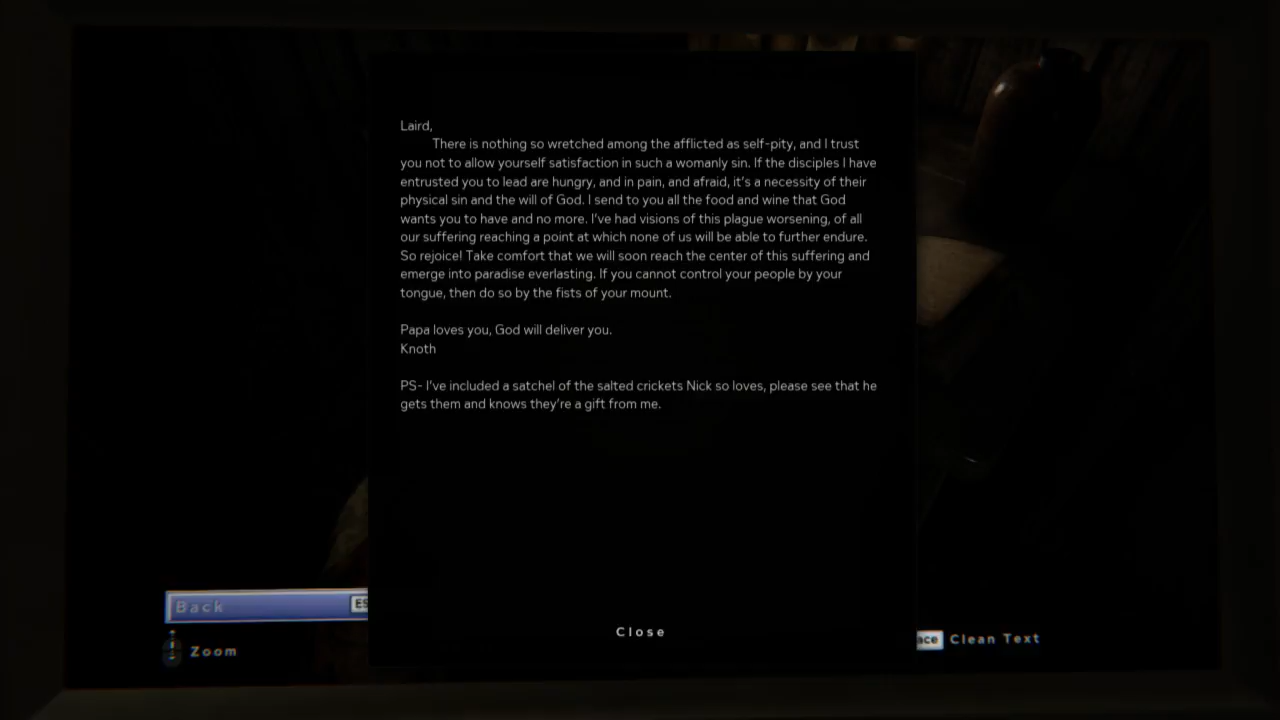 Laird,
There is nothing so wretched among the afflicted as self-pity, and I trust
you not to allow yourself satisfaction in such a womanly sin. If the disciples I have
entrusted you to lead are hungry, and in pain, and afraid, it's a necessity of their
physical sin and the will of God. I send to you all the food and wine that God
wants you to have and no more. I've had visions of this plague worsening, of all
our suffering reaching a point at which none of us will be able to further endure.
So rejoice! Take comfort that we will soon reach the center of this suffering and
emerge into paradise everlasting. If you cannot control your people by your
tongue, then do so by the fists of your mount.
Papa loves you, God will deliver you.
Knoth
PS- I've included a satchel of the salted crickets Nick so loves, please see that he
gets them and knows they're a gift from me.
Back ES
Close
Zoom
ace Clean Text